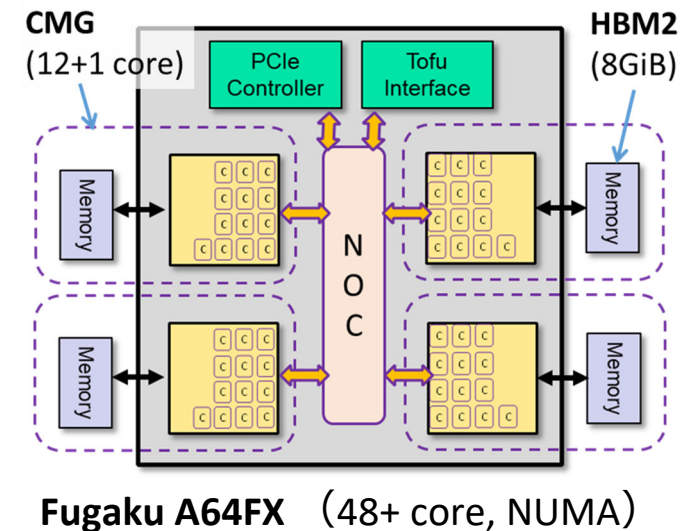 CMG
(12+1 core)
HBM2
(8GiB)
PCIe
Controller
Tofu
Interface
Memory
C C C
C C C
C C C
C C C C
C C C
C C C
C C C
C C C C
Memory
N
O
C
Memory
C C C
C C C
C C C
C C C C
C C C
C C C
C C C
C C C C
Memory
Fugaku A64FX （48+ core, NUMA）